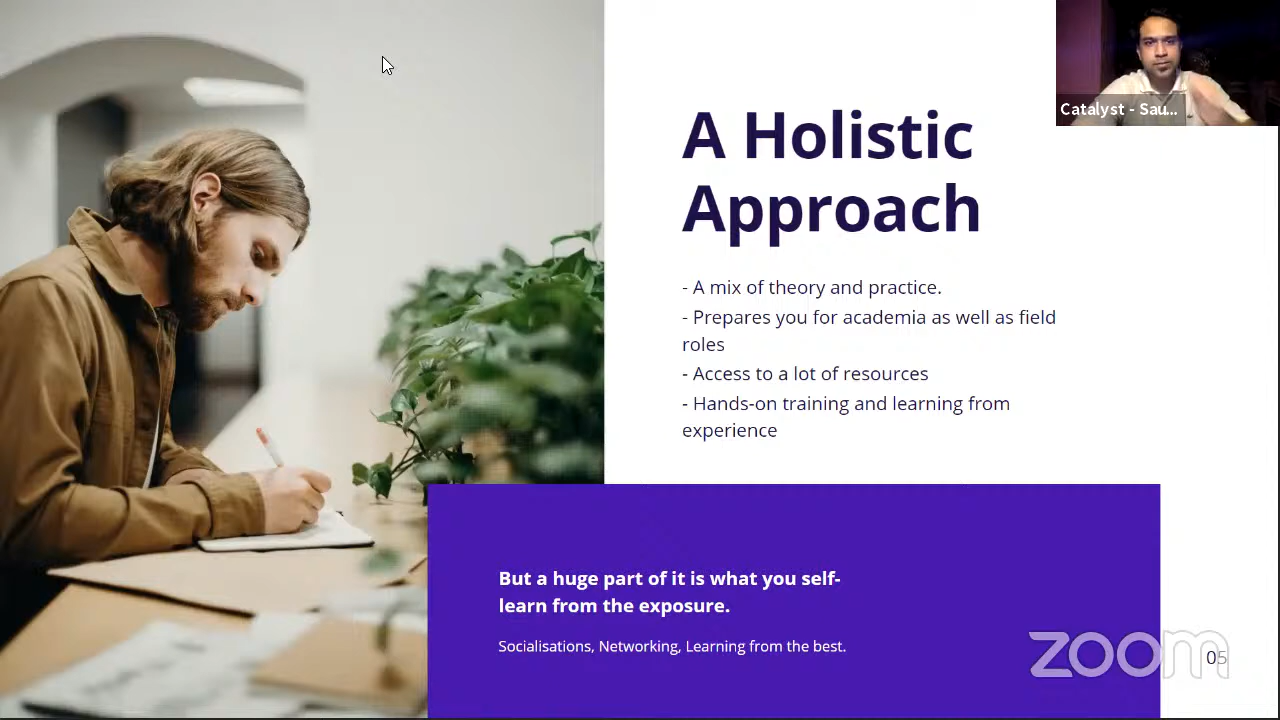 Catalyst - Sau...
A Holistic
Approach
- A mix of theory and practice.
- Prepares you for academia as well as field
roles
- Access to a lot of resources
- Hands-on training and learning from
experience
But a huge part of it is what you self-
learn from the exposure.
Socialisations, Networking, Learning from the best.
zoom
05